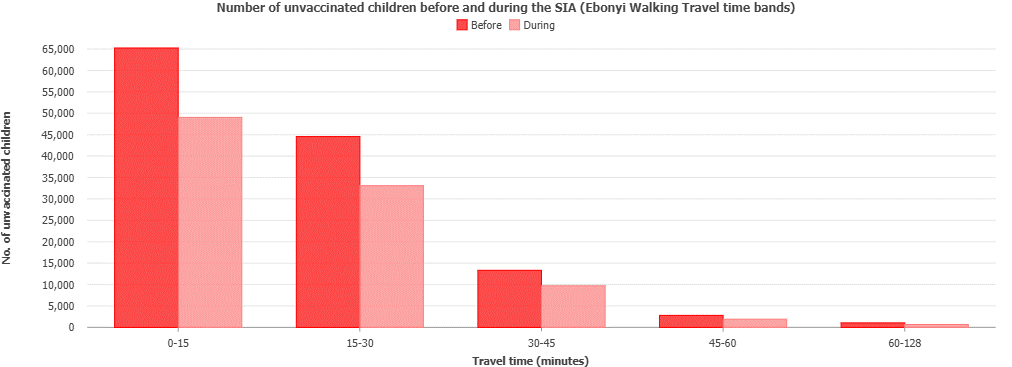 Number of unvaccinated children before and during the SIA (Ebonyi Walking Travel time bands)
Before During
No. of unvaccinated children
65,000
60,000
55,000
50,000
45,000
40,000
35,000
30,000
25,000
20,000
15,000
10,000
5,000
0
0-15 15-30 30-45 45-60 60-128
Travel time (minutes)